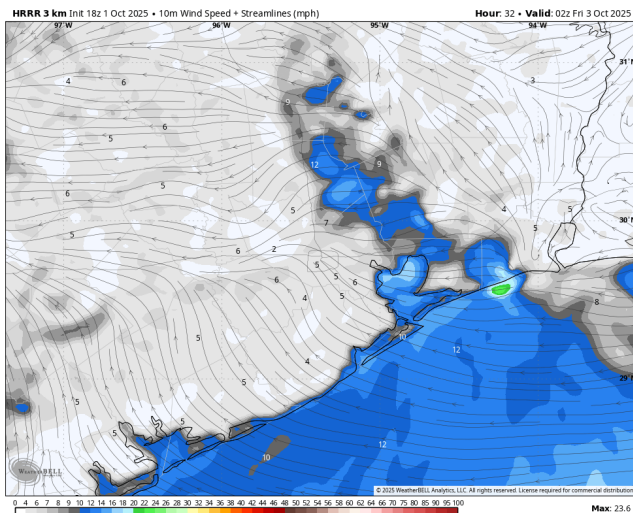 HRRR 3 km Init 18z 1 Oct 2025 • 10m Wind Speed + Streamlines (mph)
Hour: 32 • Valid: 02z Fri 3 Oct 2025
97°W 96°W 95°W 94°W
31°N
4 6 3
9
6
5
12 9
6 5
5 4
7 30°N
5 5 5
6 2
5
6 5 6
4 5 8
10
5 12
4
5 29°N
5
5 5
12
10
WeatherBELL
© 2025 WeatherBELL Analytics, LLC. All rights reserved. License required for commercial distribution.
0 4 6 8 10 12 14 16 18 20 22 24 26 28 30 32 34 36 38 40 42 44 46 48 50 52 54 56 58 60 62 64 66 70 75 80 85 90 95 100
Max: 23.6